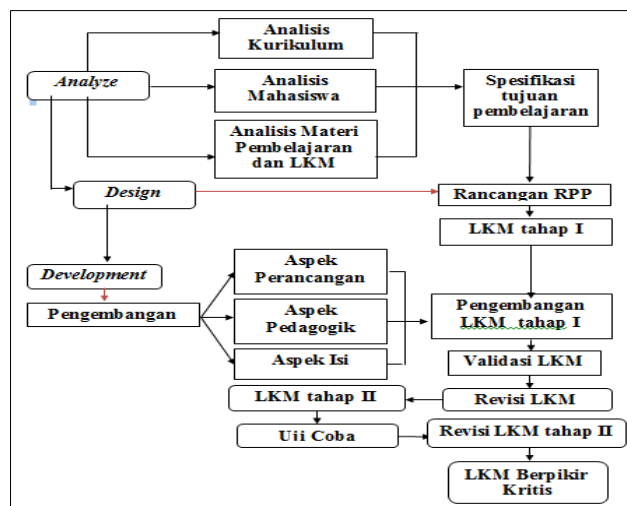 Analisis
Kurikulum
Analyze
Analisis
Mahasiswa
Spesifikasi
tujuan
pembelajaran
Analisis Materi
Pembelajaran
dan LKM
Design
Rancangan RPP
LKM tahap I
Development
Pengembangan
Aspek
Perancangan
Aspek
Pedagogik
Aspek Isi
Pengembangan
LKM tahap I
Validasi LKM
Revisi LKM
LKM tahap II
Uii Coba
Revisi LKM tahap II
LKM Berpikir
Kritis